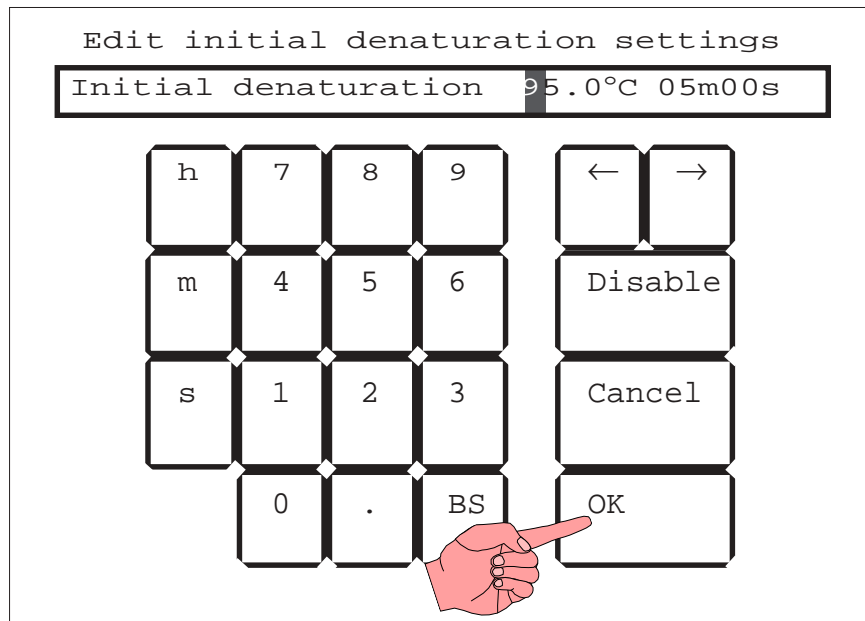 Edit initial denaturation settings
Initial denaturation 95.0°C 05m00s
h 7 8 9 ← →
m 4 5 6 Disable
s 1 2 3 Cancel
0 . BS OK